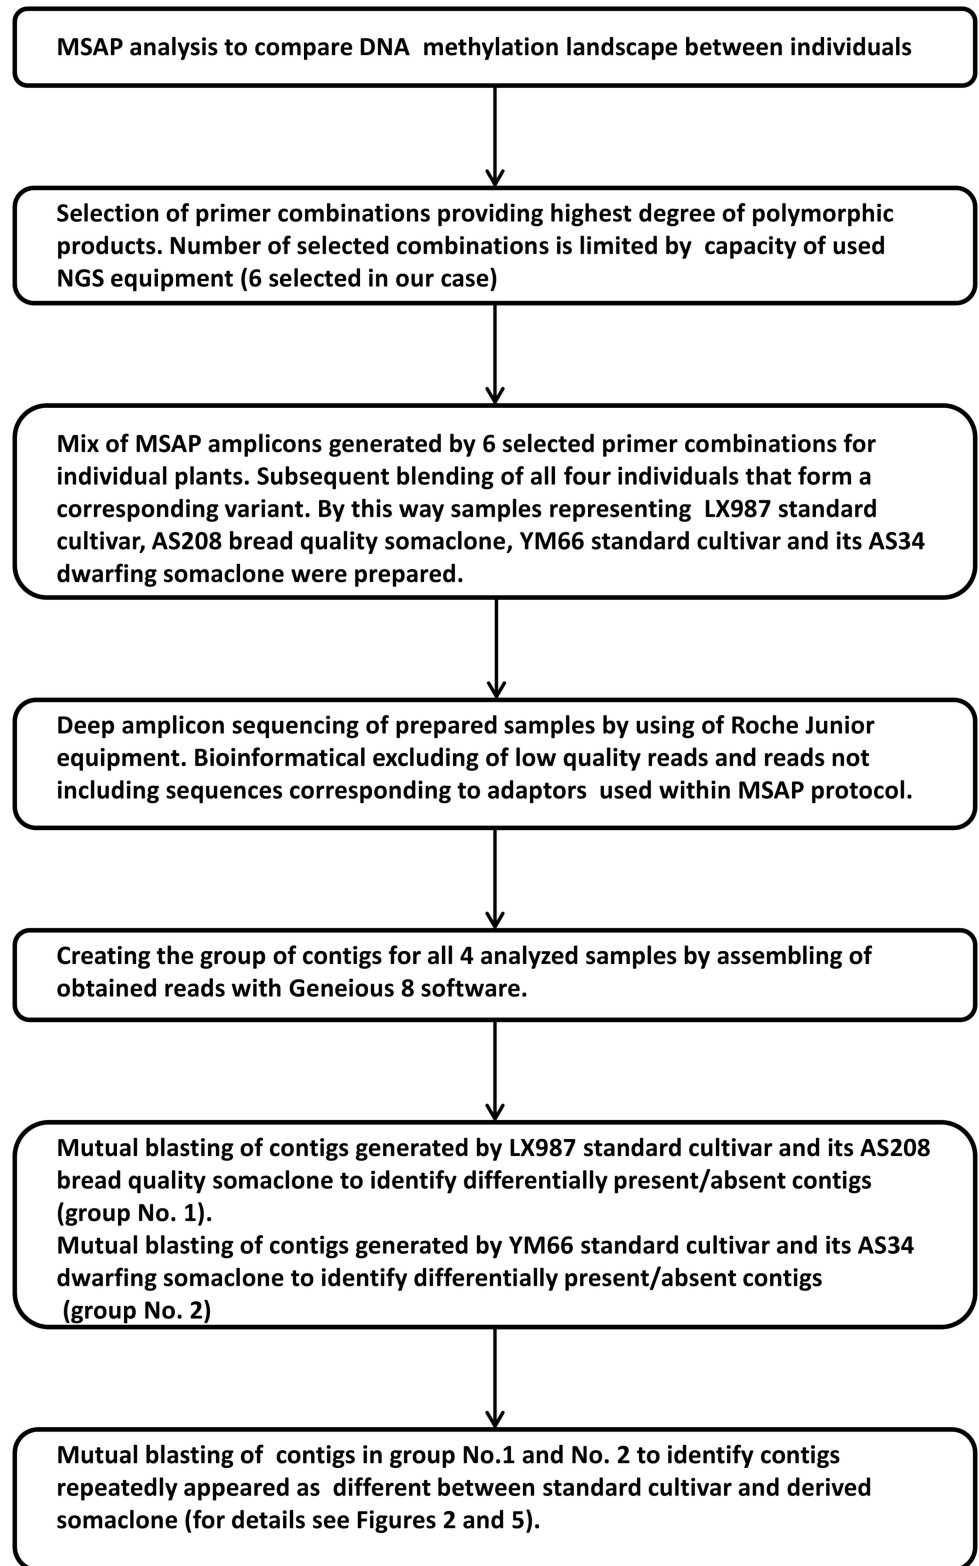 MSAP analysis to compare DNA  methylation landscape between individuals
Selection of primer combinations providing highest degree of polymorphic
products. Number of selected combinations is limited by  capacity of used
NGS equipment (6 selected in our case)
Mix of MSAP amplicons generated by 6 selected primer combinations for
individual plants. Subsequent blending of all four individuals that form a
corresponding variant. By this way samples representing  LX987 standard
cultivar, AS208 bread quality somaclone, YM66 standard cultivar and its AS34
dwarfing somaclone were prepared.
Deep amplicon sequencing of prepared samples by using of Roche Junior
equipment. Bioinformatical excluding of low quality reads and reads not
including sequences corresponding to adaptors  used within MSAP protocol.
Creating the group of contigs for all 4 analyzed samples by assembling of
obtained reads with Geneious 8 software.
Mutual blasting of contigs generated by LX987 standard cultivar and its AS208
bread quality somaclone to identify differentially present/absent contigs
(group No. 1).
Mutual blasting of contigs generated by YM66 standard cultivar and its AS34
dwarfing somaclone to identify differentially present/absent contigs
(group No. 2)
Mutual blasting of  contigs in group No.1 and No. 2 to identify contigs
repeatedly appeared as  different between standard cultivar and derived
somaclone (for details see Figures 2 and 5).